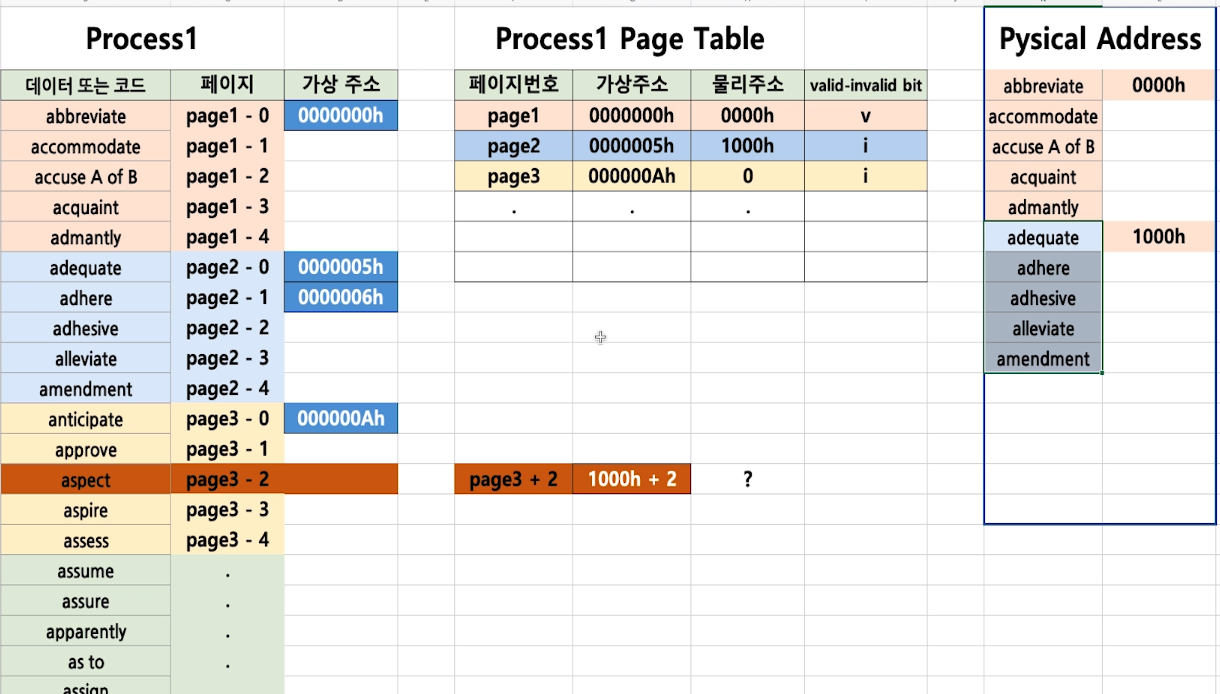 Process1 Process1 Page Table Pysical Address
데이터 또는 코드 페이지 가상 주소 페이지번호 가상주소 물리주소 valid-invalid bit abbreviate 0000h
abbreviate page1 - 0 0000000h page1 0000000h 0000h v accommodate
accommodate page1 - 1 page2 0000005h 1000h i accuse A of B
accuse A of B page1 - 2 page3 000000Ah 0 i acquaint
acquaint page1 - 3 . . . admantly
admantly page1 - 4 adequate 1000h
adequate page2 - 0 0000005h adhere
adhere page2 - 1 0000006h adhesive
adhesive page2 - 2 alleviate
alleviate page2 - 3 amendment
amendment page2 - 4
anticipate page3 - 0 000000Ah
approve page3 - 1
aspect page3 - 2 page3 + 2 1000h + 2 ?
aspire page3 - 3
assess page3 - 4
assume .
assure .
apparently .
as to .
assign